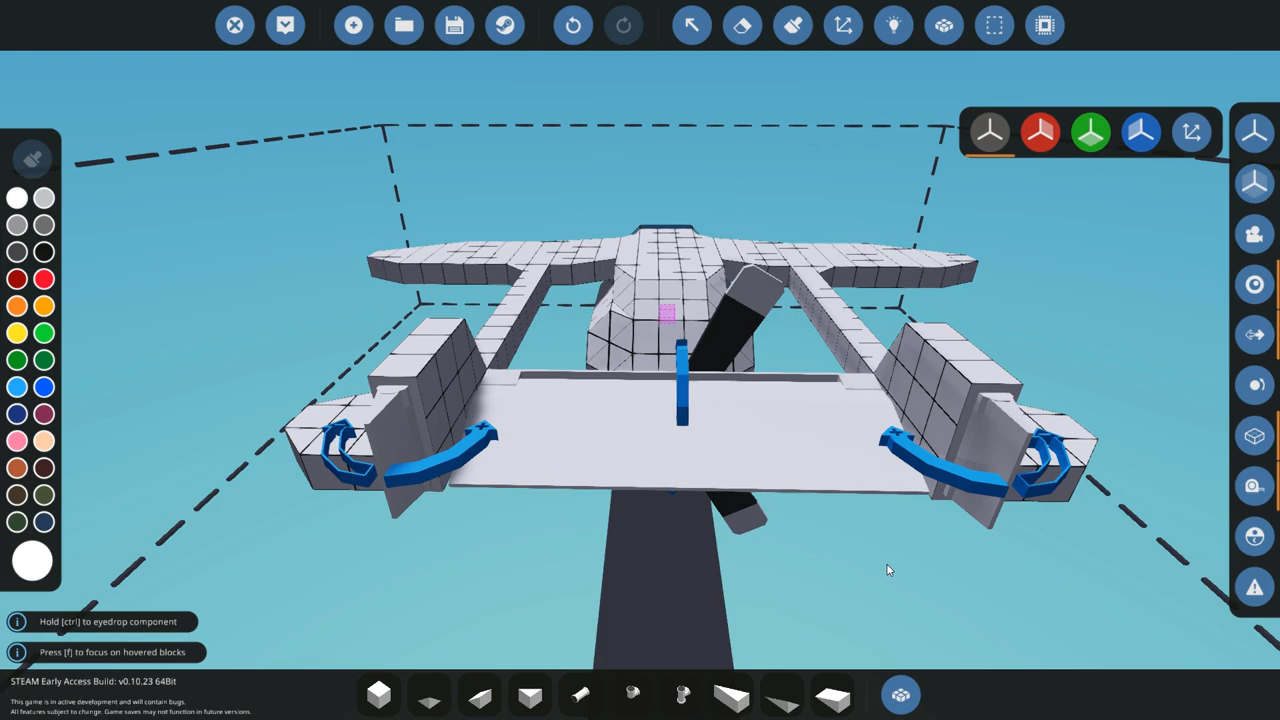 Hold [ctrl] to eyedrop component
Press [f] to focus on hovered blocks
STEAM Early Access Build: v0.10.23 64Bit
This game is in active development and will contain bugs.
All features subject to change. Game saves may not function in future versions.